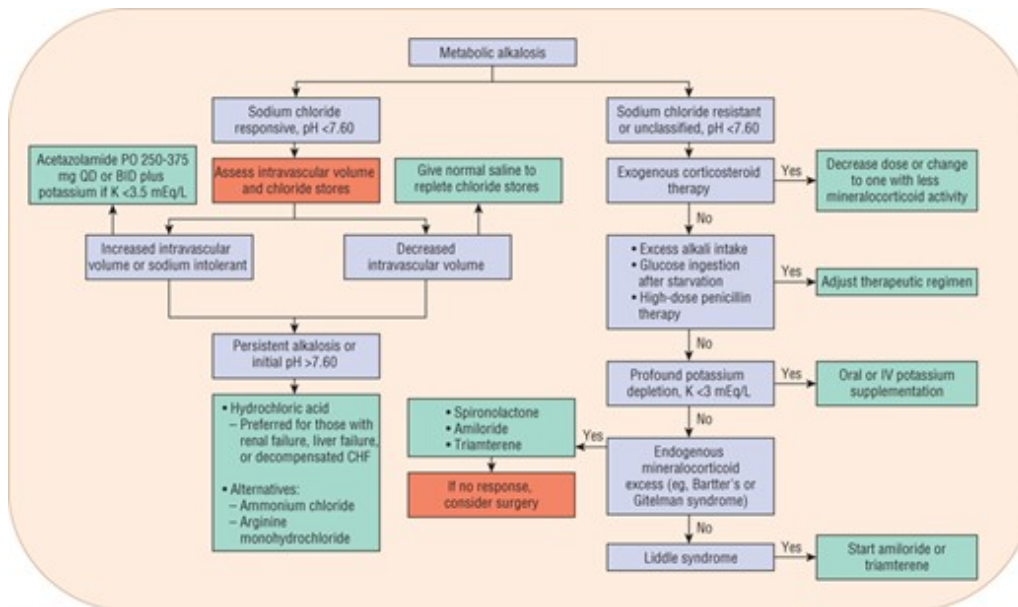 Metabolic alkalosis
Sodium chloride
responsive, pH <7.60
Sodium chloride resistant
or unclassified, pH <7.60
Acetazolamide PO 250-375
mg QD or BID plus
potassium if K <3.5 mEq/L
Assess intravascular volume
and chloride stores
Give normal saline to
replete chloride stores
Increased intravascular
volume or sodium intolerant
Decreased
intravascular volume
Persistent alkalosis or
initial pH >7.60
• Hydrochloric acid
– Preferred for those with
renal failure, liver failure,
or decompensated CHF
• Alternatives:
– Ammonium chloride
– Arginine
monohydrochloride
Exogenous corticosteroid
therapy
Yes
Decrease dose or change
to one with less
mineralocorticoid activity
No
• Excess alkali intake
• Glucose ingestion
after starvation
• High-dose penicillin
therapy
Yes
Adjust therapeutic regimen
No
Profound potassium
depletion, K <3 mEq/L
Yes
Oral or IV potassium
supplementation
No
Endogenous
mineralocorticoid
excess (eg, Bartter's or
Gitelman syndrome)
Yes
• Spironolactone
• Amiloride
• Triamterene
If no response,
consider surgery
No
Liddle syndrome
Yes
Start amiloride or
triamterene